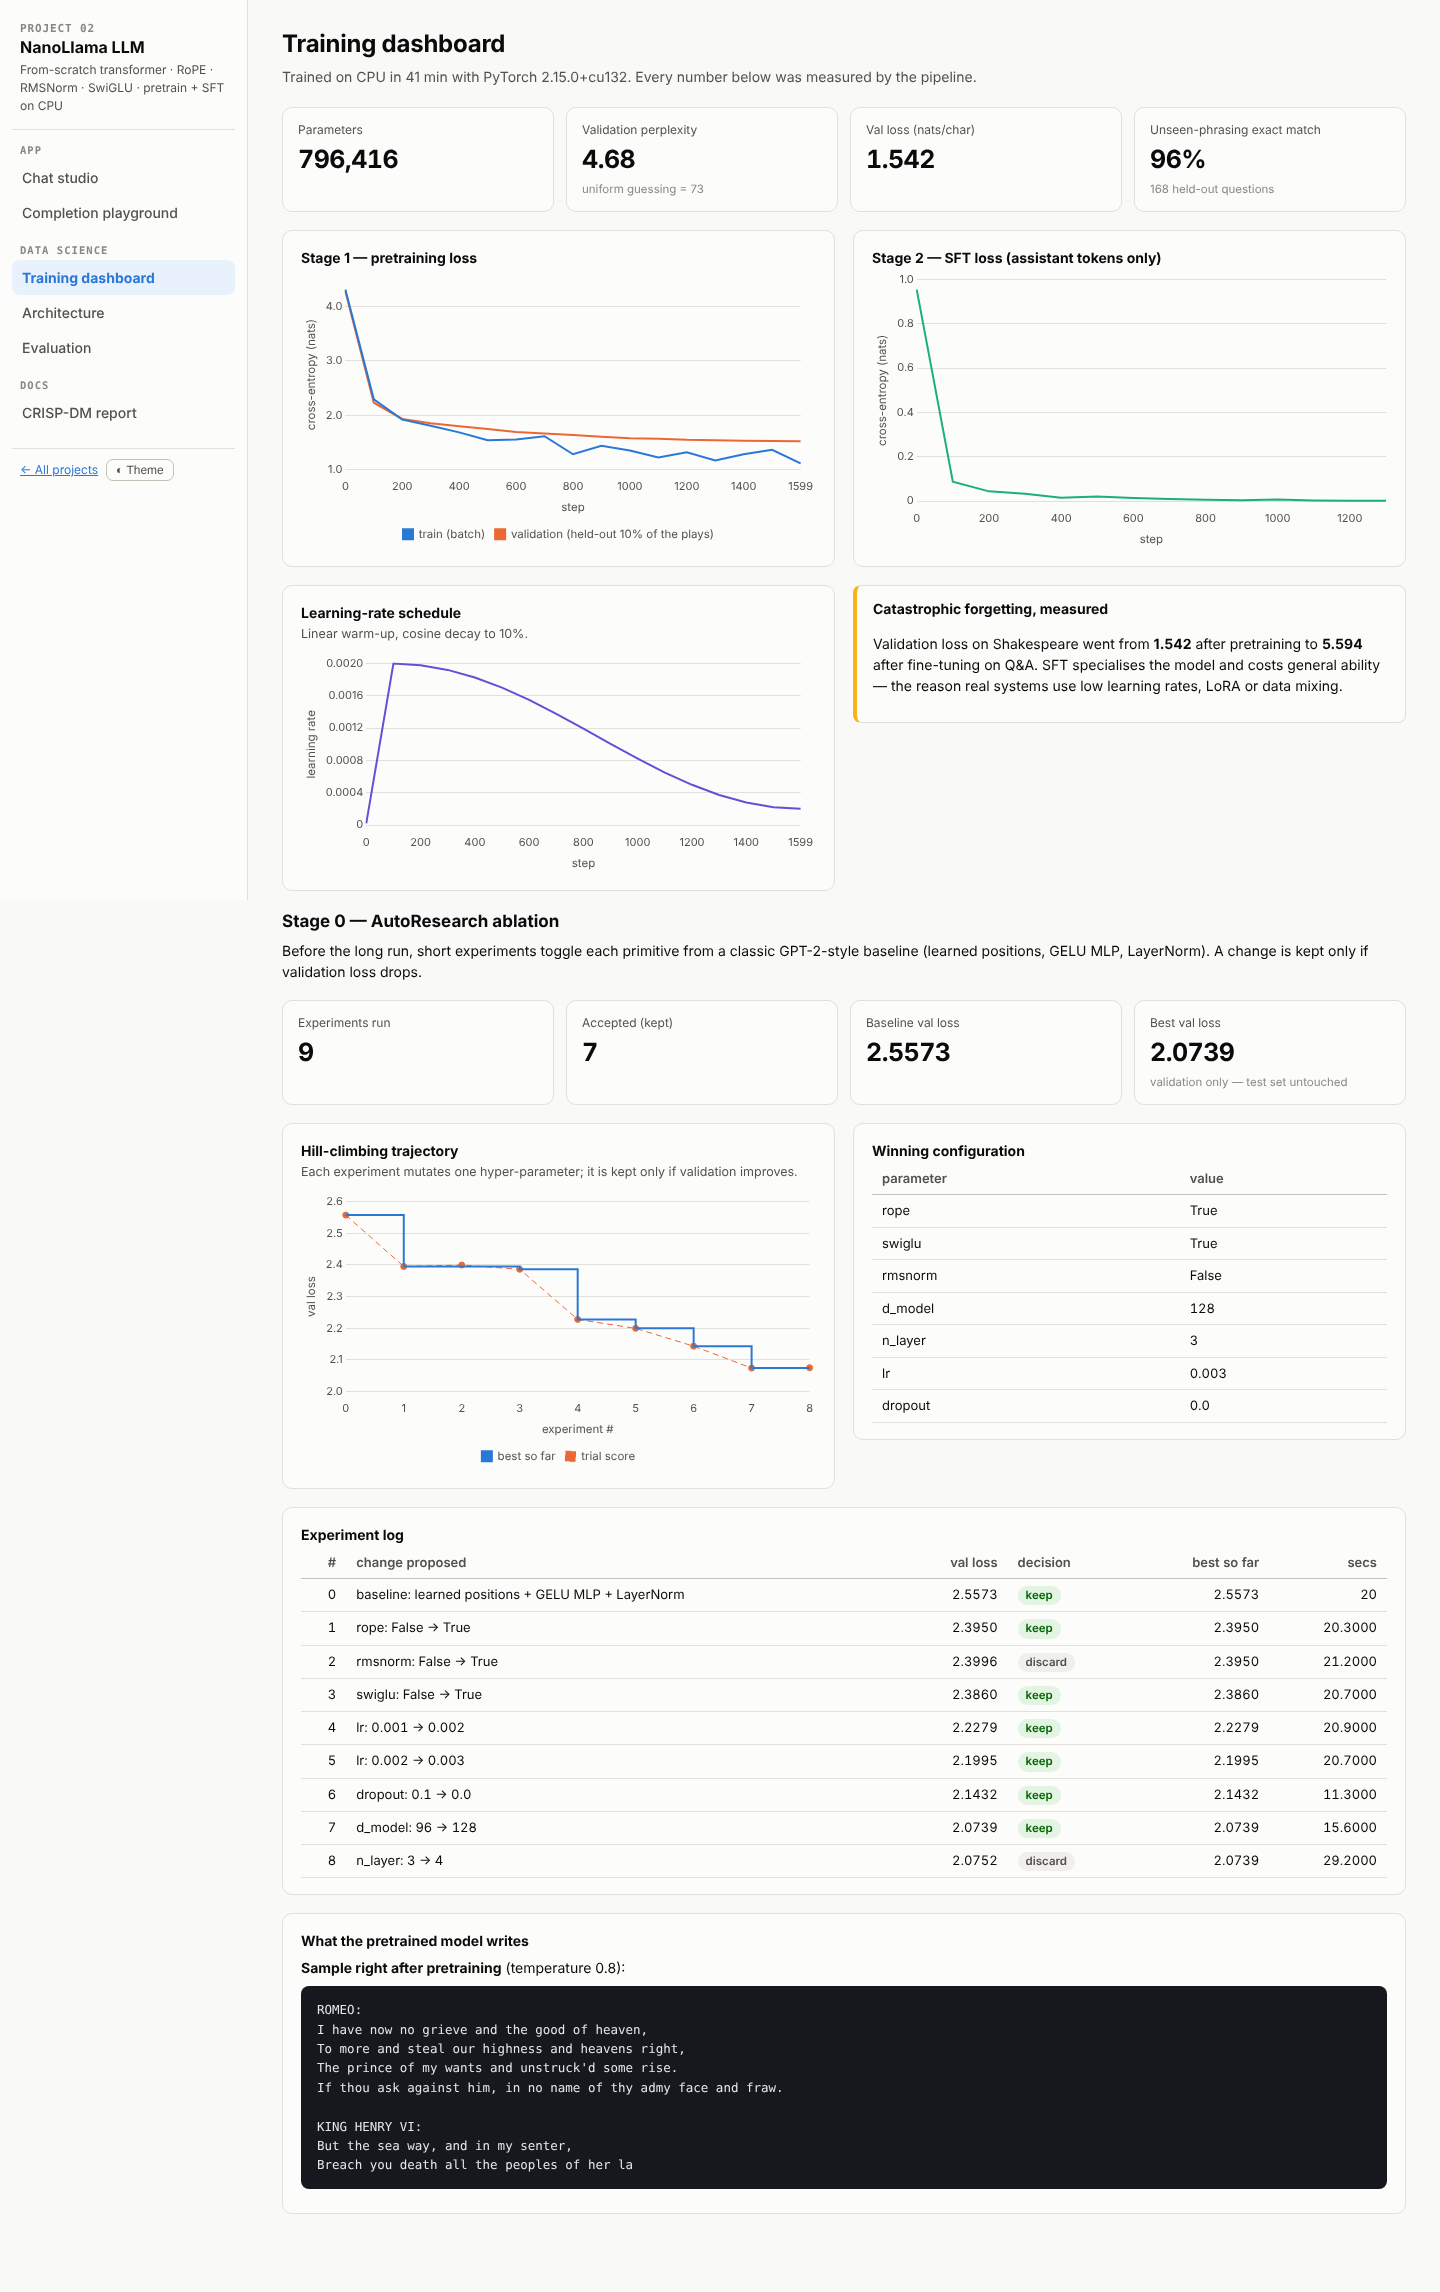 PROJECT 02
NanoLlama LLM
From-scratch transformer · RoPE ·
RMSNorm · SwiGLU · pretrain + SFT
on CPU
APP
Chat studio
Completion playground
DATA SCIENCE
Training dashboard
Architecture
Evaluation
DOCS
CRISP-DM report
← All projects
Theme
Training dashboard
Trained on CPU in 41 min with PyTorch 2.15.0+cu132. Every number below was measured by the pipeline.
Parameters
796,416
Validation perplexity
4.68
uniform guessing = 73
Val loss (nats/char)
1.542
Unseen-phrasing exact match
96%
168 held-out questions
Stage 1 — pretraining loss
cross-entropy (nats)
4.0
3.0
2.0
1.0
0 200 400 600 800 1000 1200 1400 1599
step
train (batch) validation (held-out 10% of the plays)
Stage 2 — SFT loss (assistant tokens only)
cross-entropy (nats)
1.0
0.8
0.6
0.4
0.2
0
0 200 400 600 800 1000 1200
step
Learning-rate schedule
Linear warm-up, cosine decay to 10%.
learning rate
0.0020
0.0016
0.0012
0.0008
0.0004
0
0 200 400 600 800 1000 1200 1400 1599
step
Catastrophic forgetting, measured
Validation loss on Shakespeare went from 1.542 after pretraining to 5.594
after fine-tuning on Q&A. SFT specialises the model and costs general ability
— the reason real systems use low learning rates, LoRA or data mixing.
Stage 0 — AutoResearch ablation
Before the long run, short experiments toggle each primitive from a classic GPT-2-style baseline (learned positions, GELU MLP, LayerNorm). A change is kept only if
validation loss drops.
Experiments run
9
Accepted (kept)
7
Baseline val loss
2.5573
Best val loss
2.0739
validation only — test set untouched
Hill-climbing trajectory
Each experiment mutates one hyper-parameter; it is kept only if validation improves.
val loss
2.6
2.5
2.4
2.3
2.2
2.1
2.0
0 1 2 3 4 5 6 7 8
experiment #
best so far trial score
Winning configuration
parameter value
rope True
swiglu True
rmsnorm False
d_model 128
n_layer 3
lr 0.003
dropout 0.0
Experiment log
# change proposed val loss decision best so far secs
0 baseline: learned positions + GELU MLP + LayerNorm 2.5573 keep 2.5573 20
1 rope: False → True 2.3950 keep 2.3950 20.3000
2 rmsnorm: False → True 2.3996 discard 2.3950 21.2000
3 swiglu: False → True 2.3860 keep 2.3860 20.7000
4 lr: 0.001 → 0.002 2.2279 keep 2.2279 20.9000
5 lr: 0.002 → 0.003 2.1995 keep 2.1995 20.7000
6 dropout: 0.1 → 0.0 2.1432 keep 2.1432 11.3000
7 d_model: 96 → 128 2.0739 keep 2.0739 15.6000
8 n_layer: 3 → 4 2.0752 discard 2.0739 29.2000
What the pretrained model writes
Sample right after pretraining (temperature 0.8):
ROMEO:
I have now no grieve and the good of heaven,
To more and steal our highness and heavens right,
The prince of my wants and unstruck'd some rise.
If thou ask against him, in no name of thy admy face and fraw.
KING HENRY VI:
But the sea way, and in my senter,
Breach you death all the peoples of her la